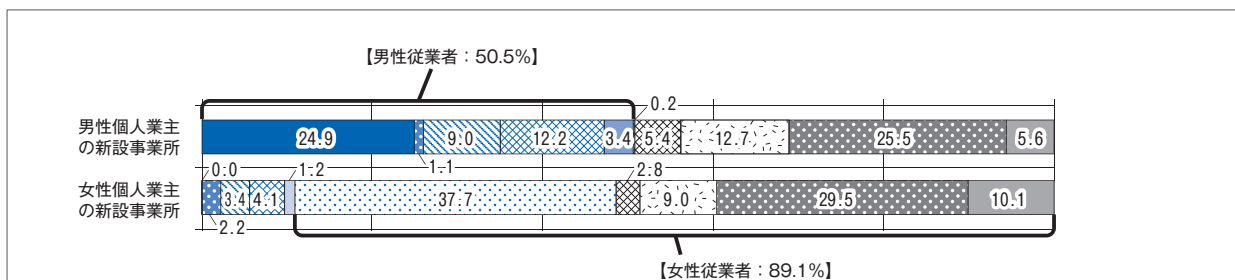 【男性従業者：50.5%】
0.2
男性個人業主
の新設事業所
24.9 9.0 12.2 3.4 5.4 12.7 25.5 5.6
0.0 1.2 1.1 2.8
女性個人業主
の新設事業所
3.4 4.1 37.7 9.0 29.5 10.1
2.2
【女性従業者：89.1%】